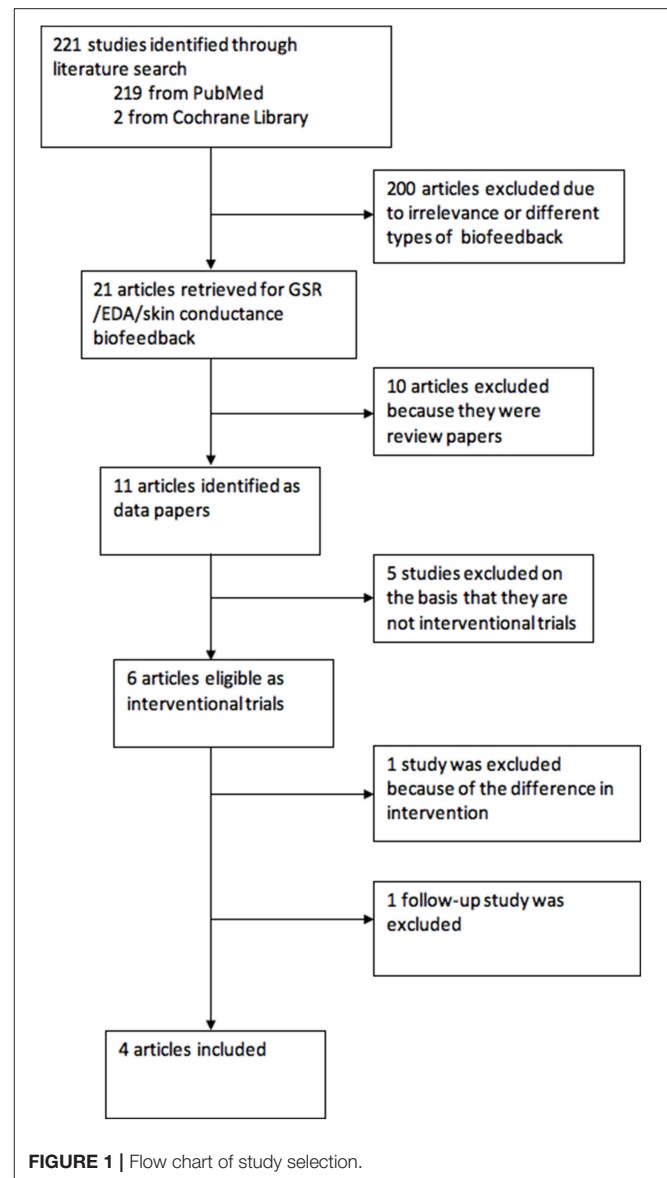 221 studies identified through
literature search
219 from PubMed
2 from Cochrane Library
200 articles excluded due
to irrelevance or different
types of biofeedback
21 articles retrieved for GSR
/EDA/skin conductance
biofeedback
10 articles excluded
because they were
review papers
11 articles identified as
data papers
5 studies excluded on
the basis that they are
not interventional trials
6 articles eligible as
interventional trials
1 study was excluded
because of the difference in
intervention
1 follow-up study was
excluded
4 articles included
FIGURE 1 | Flow chart of study selection.